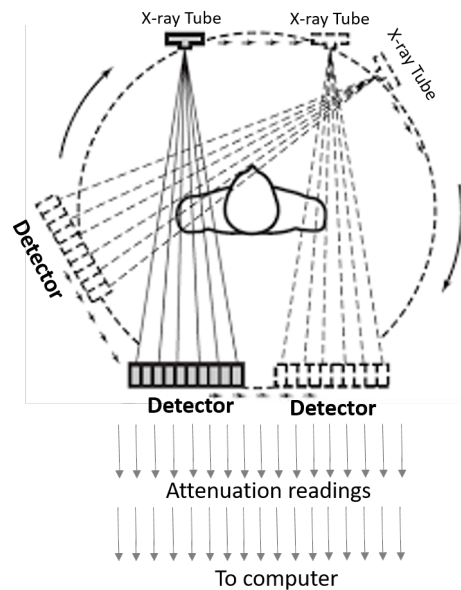 X-ray Tube
X-ray Tube
X-ray Tube
Detector
Detector
Detector
Attenuation readings
To computer